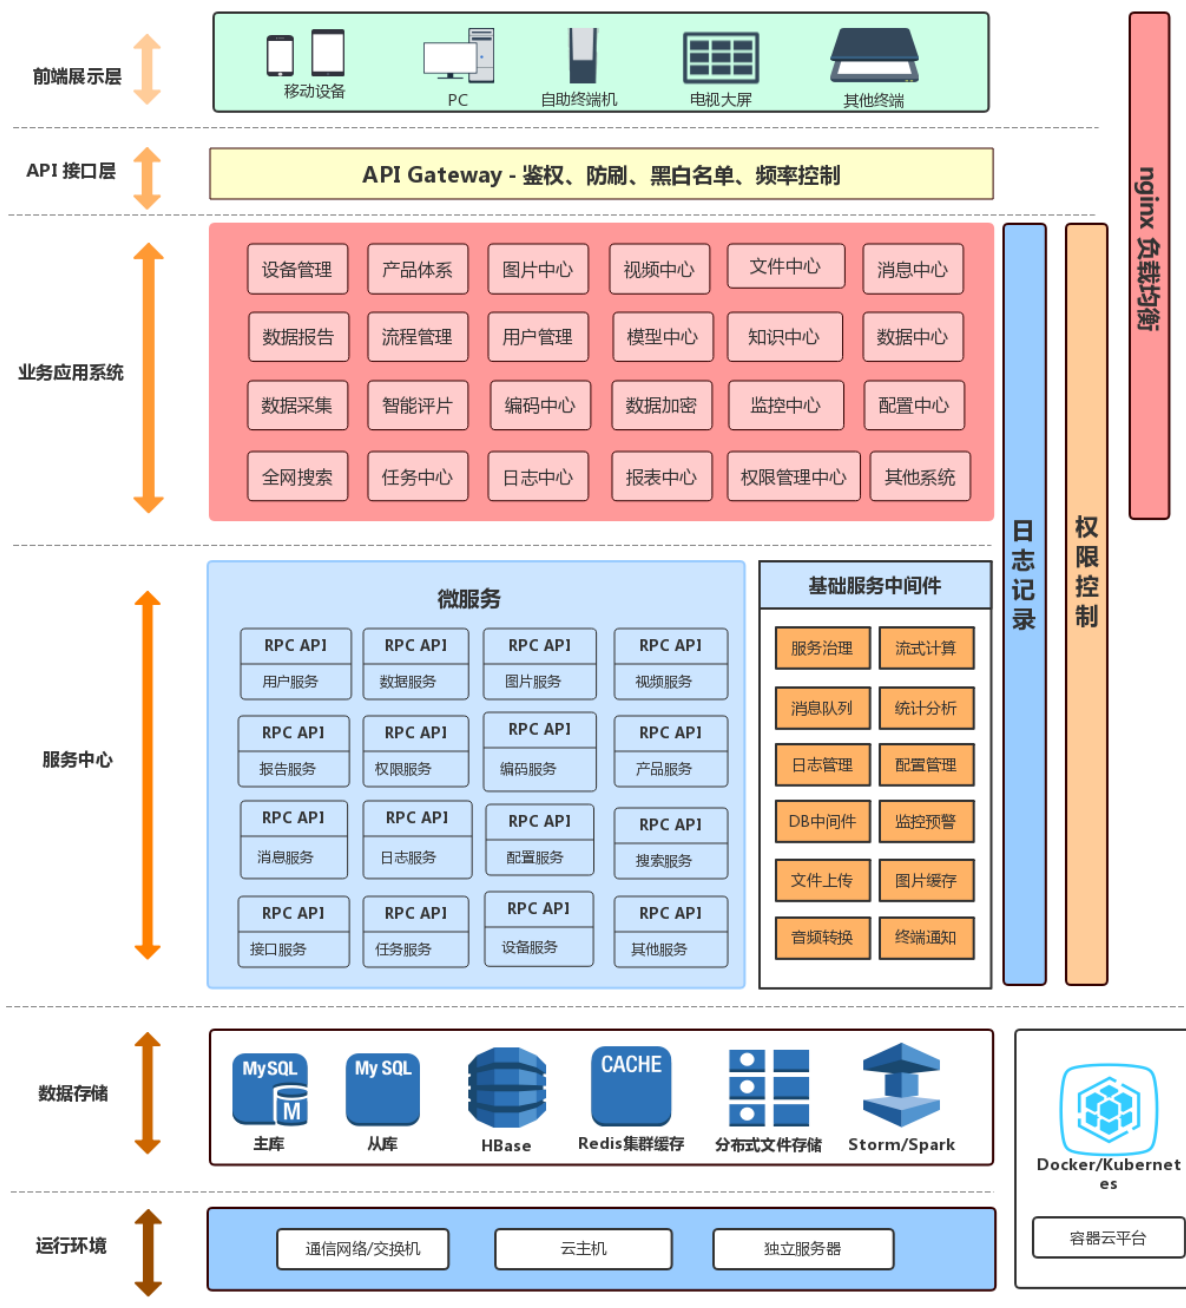 前端展示层
移动设备
PC
自助终端机
电视大屏
其他终端
API 接口层
API Gateway - 鉴权、防刷、黑白名单、频率控制
nginx 负载均衡
业务应用系统
设备管理
产品体系
图片中心
视频中心
文件中心
消息中心
数据报告
流程管理
用户管理
模型中心
知识中心
数据中心
数据采集
智能评片
编码中心
数据加密
监控中心
配置中心
全网搜索
任务中心
日志中心
报表中心
权限管理中心
其他系统
日志记录
权限控制
服务中心
微服务
RPC API
用户服务
RPC API
数据服务
RPC API
图片服务
RPC API
视频服务
RPC API
报告服务
RPC API
权限服务
RPC API
编码服务
RPC API
产品服务
RPC API
消息服务
RPC API
日志服务
RPC API
配置服务
RPC API
搜索服务
RPC API
接口服务
RPC API
任务服务
RPC API
设备服务
RPC API
其他服务
基础服务中间件
服务治理
流式计算
消息队列
统计分析
日志管理
配置管理
DB中间件
监控预警
文件上传
图片缓存
音频转换
终端通知
数据存储
MySQL
M
主库
My SQL
从库
HBase
CACHE
Redis集群缓存
分布式文件存储
Storm/Spark
Docker/Kubernet
es
容器云平台
运行环境
通信网络/交换机
云主机
独立服务器